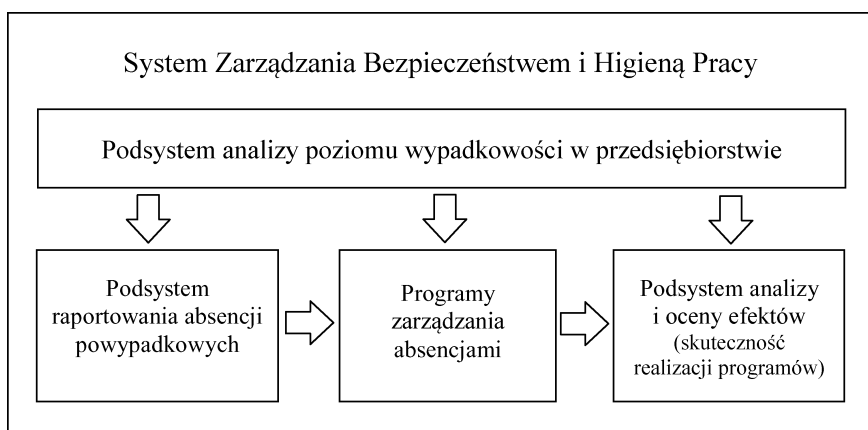 System Zarządzania Bezpieczeństwem i Higieną Pracy
Podsystem analizy poziomu wypadkowości w przedsiębiorstwie
Podsystem
raportowania absencji
powypadkowych
Programy
zarządzania
absencjami
Podsystem analizy
i oceny efektów
(skuteczność
realizacji programów)